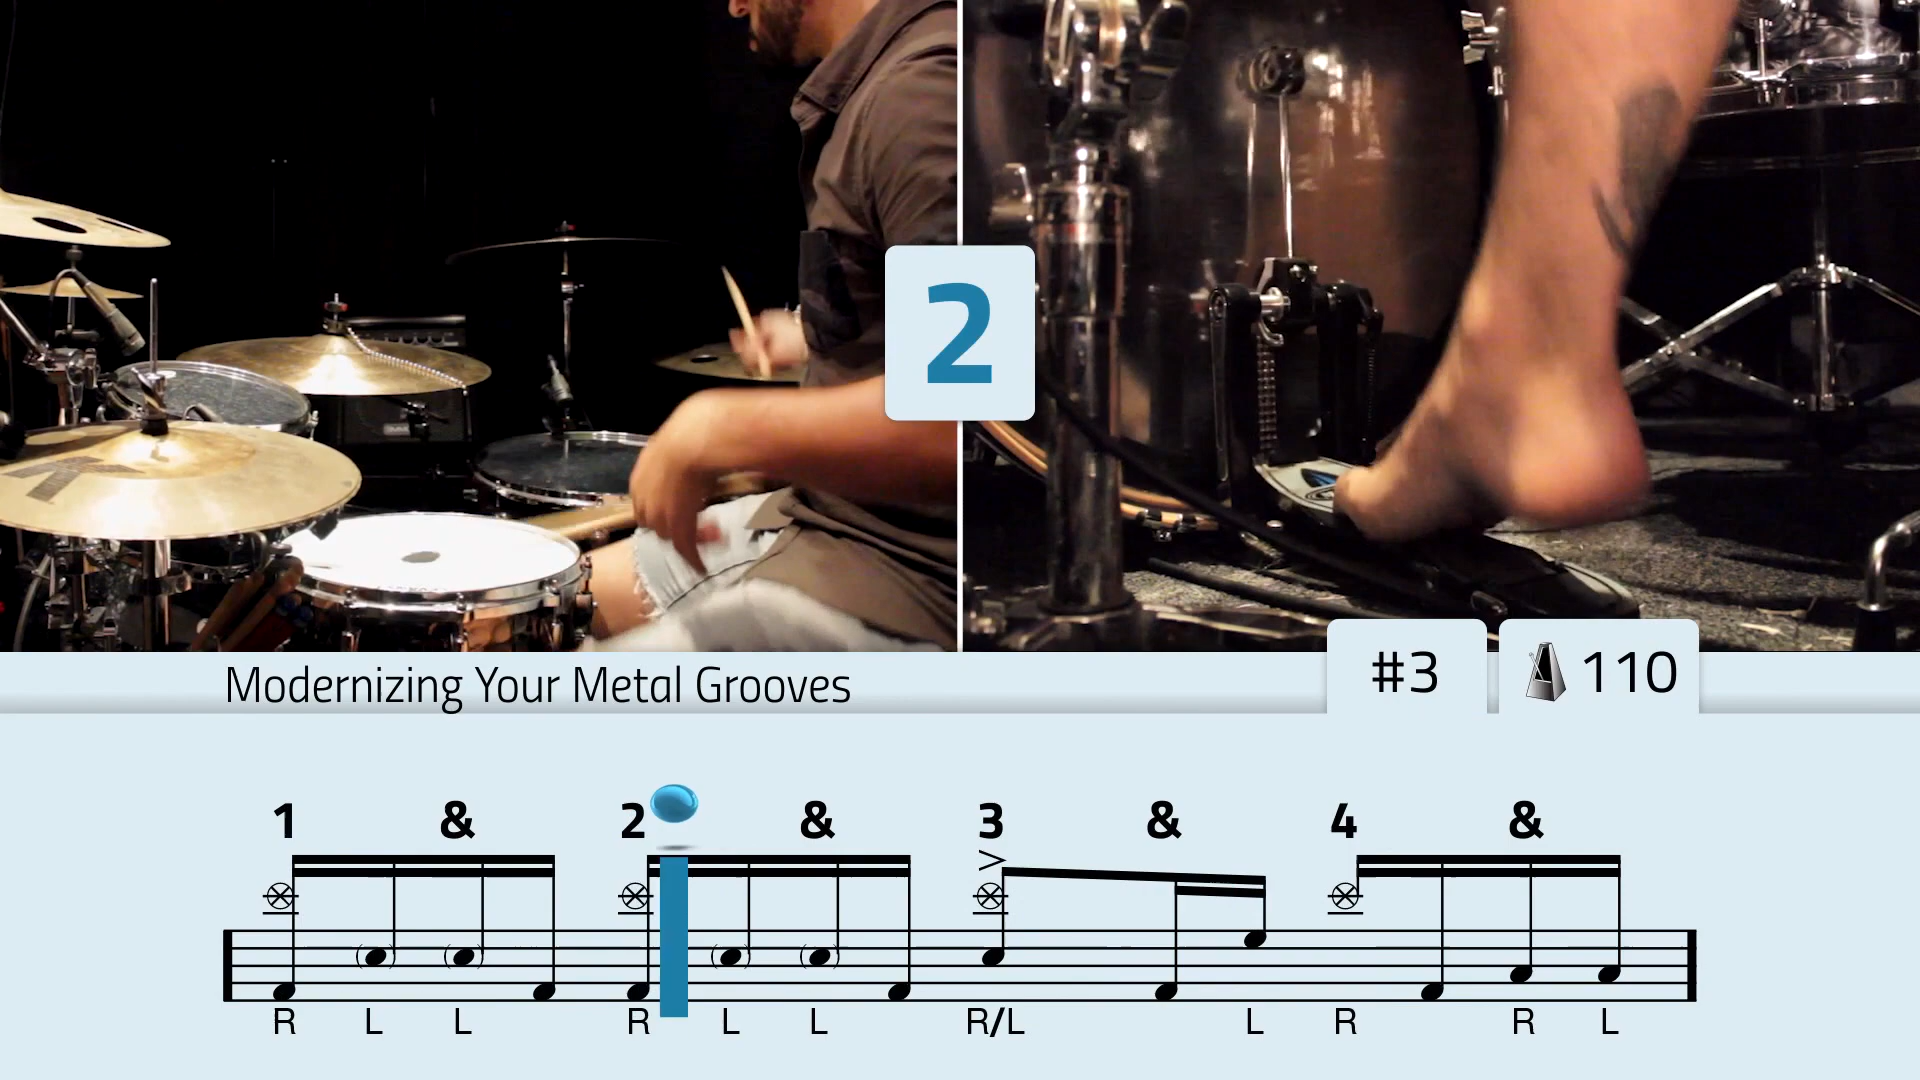 K
2
Modernizing Your Metal Grooves
#3
110
1 & 2 & 3 & 4 &
R L L R L L R/L L R R L